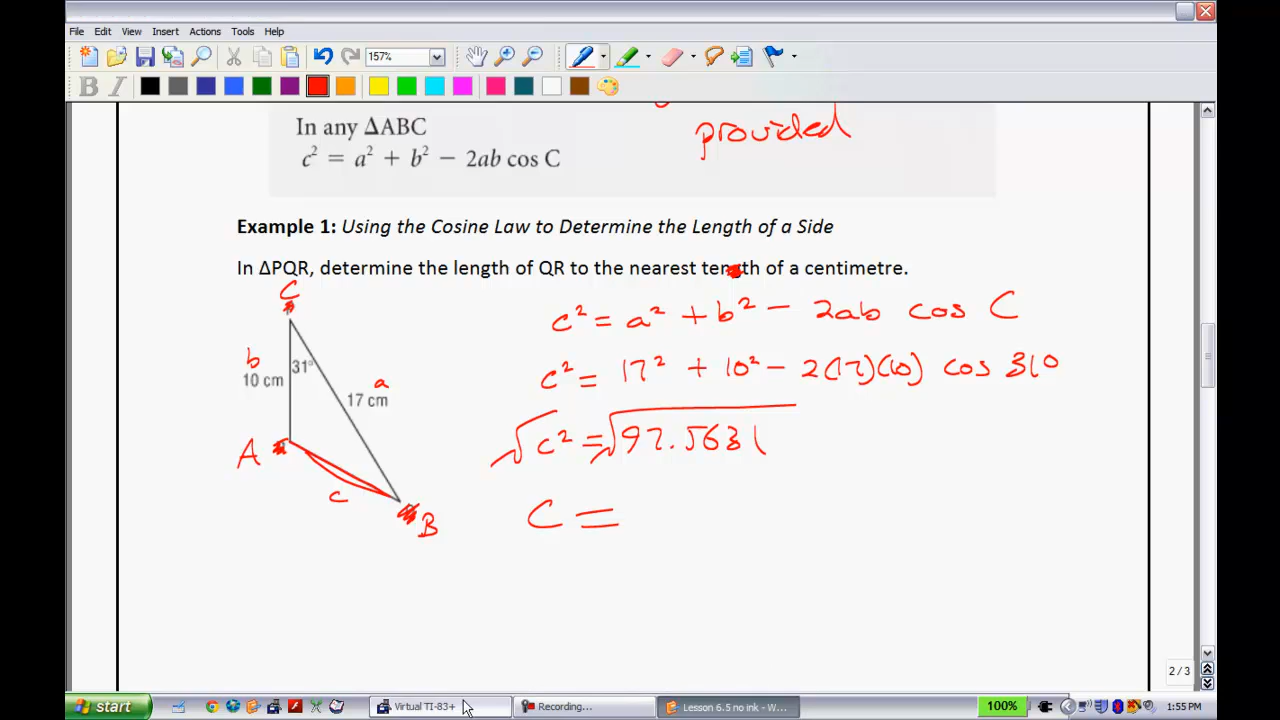 File Edit View Insert Actions Tools Help
157%
B I
provided
In any ΔABC
c² = a² + b² − 2ab cos C
Example 1: Using the Cosine Law to Determine the Length of a Side
In ΔPQR, determine the length of QR to the nearest tenth of a centimetre.
C
c² = a² + b² − 2ab cos C
b
31°
10 cm
a
17 cm
c² = 17² + 10² − 2(17)(10) cos 31°
A
√c² = √97.5631
c
B
C =
2/3
start
Virtual TI-83+
Recording...
Lesson 6.5 no ink - W...
100%
1:55 PM